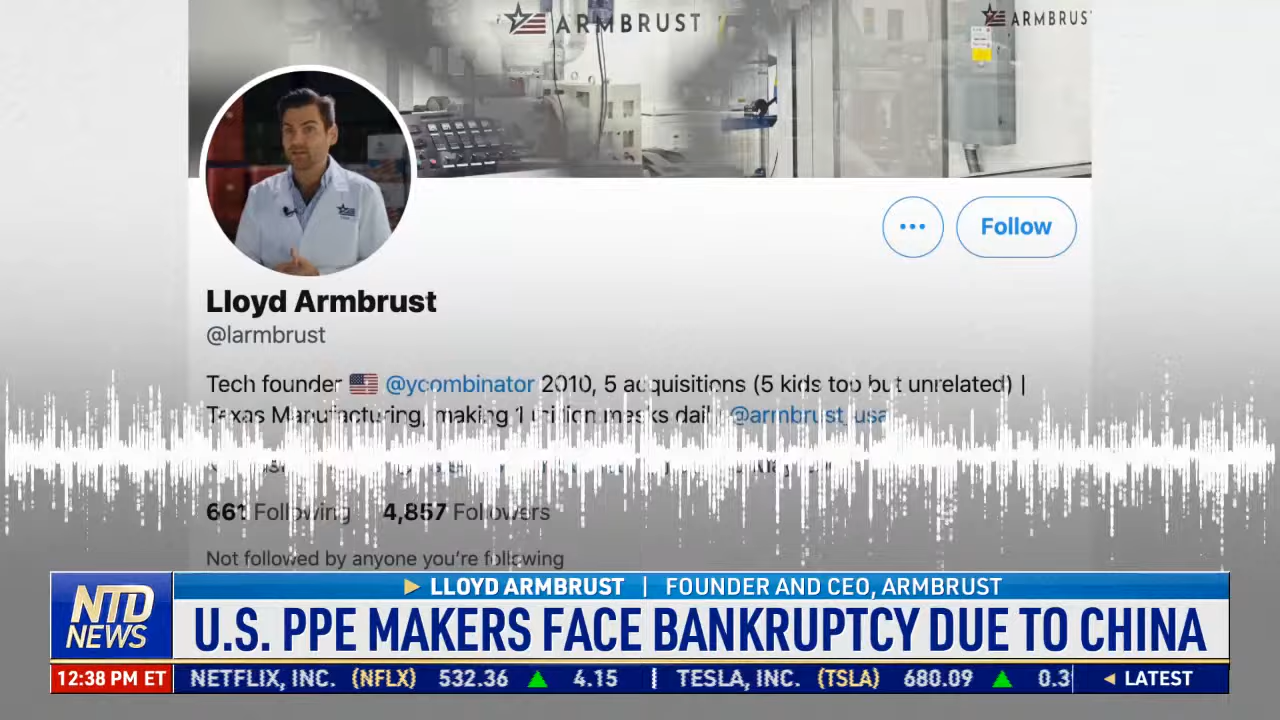 ARMBRUST
ARMBRUS
Follow
Lloyd Armbrust
@larmbrust
Tech founder @ycombinator 2010, 5 acquisitions (5 kids too but unrelated) |
Texas Manufacturing, making 1 million masks daily @armbrust_usa
661 Following 4,857 Followers
Not followed by anyone you're following
NTD
NEWS
LLOYD ARMBRUST | FOUNDER AND CEO, ARMBRUST
U.S. PPE MAKERS FACE BANKRUPTCY DUE TO CHINA
12:38 PM ET NETFLIX, INC. (NFLX) 532.36 4.15 TESLA, INC. (TSLA) 680.09 0.3 LATEST